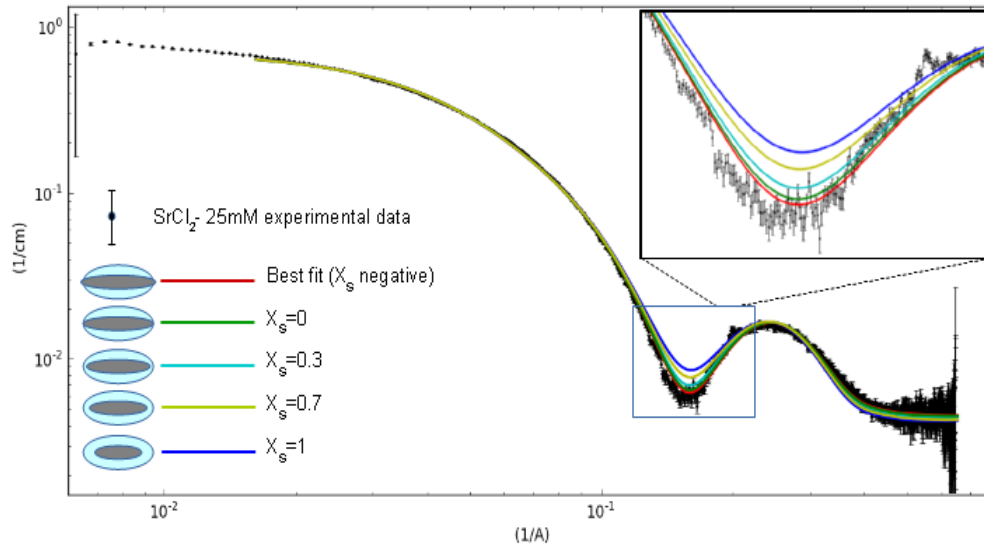 10⁰
10⁻¹
10⁻²
(1/cm)
SrCl₂- 25mM experimental data
Best fit (Xₛ negative)
Xₛ=0
Xₛ=0.3
Xₛ=0.7
Xₛ=1
10⁻² 10⁻¹
(1/A)